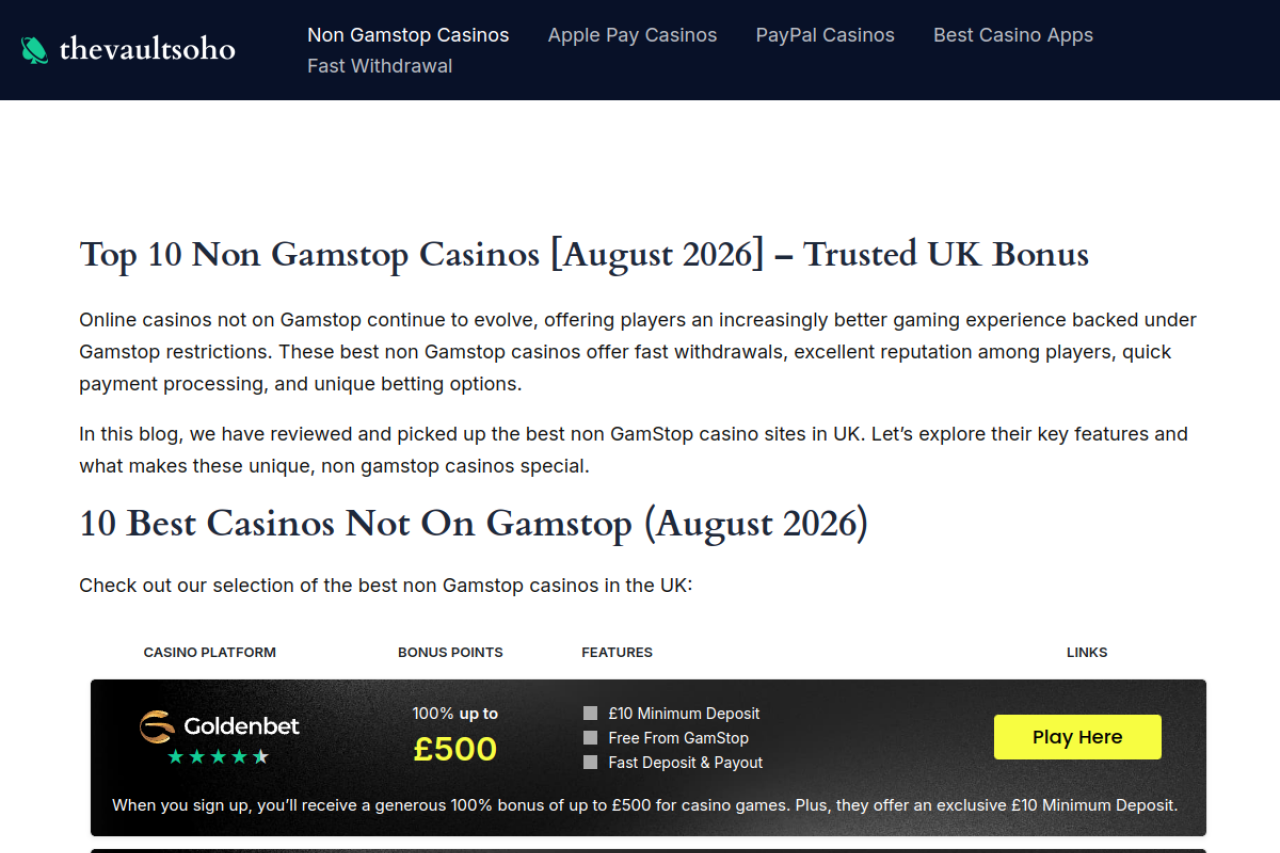 thevaultsoho
Non Gamstop Casinos Apple Pay Casinos PayPal Casinos Best Casino Apps
Fast Withdrawal
Top 10 Non Gamstop Casinos [August 2026] – Trusted UK Bonus
Online casinos not on Gamstop continue to evolve, offering players an increasingly better gaming experience backed under
Gamstop restrictions. These best non Gamstop casinos offer fast withdrawals, excellent reputation among players, quick
payment processing, and unique betting options.
In this blog, we have reviewed and picked up the best non GamStop casino sites in UK. Let’s explore their key features and
what makes these unique, non gamstop casinos special.
10 Best Casinos Not On Gamstop (August 2026)
Check out our selection of the best non Gamstop casinos in the UK:
CASINO PLATFORM BONUS POINTS FEATURES LINKS
Goldenbet
100% up to
£500
£10 Minimum Deposit
Free From GamStop
Fast Deposit & Payout
Play Here
When you sign up, you’ll receive a generous 100% bonus of up to £500 for casino games. Plus, they offer an exclusive £10 Minimum Deposit.